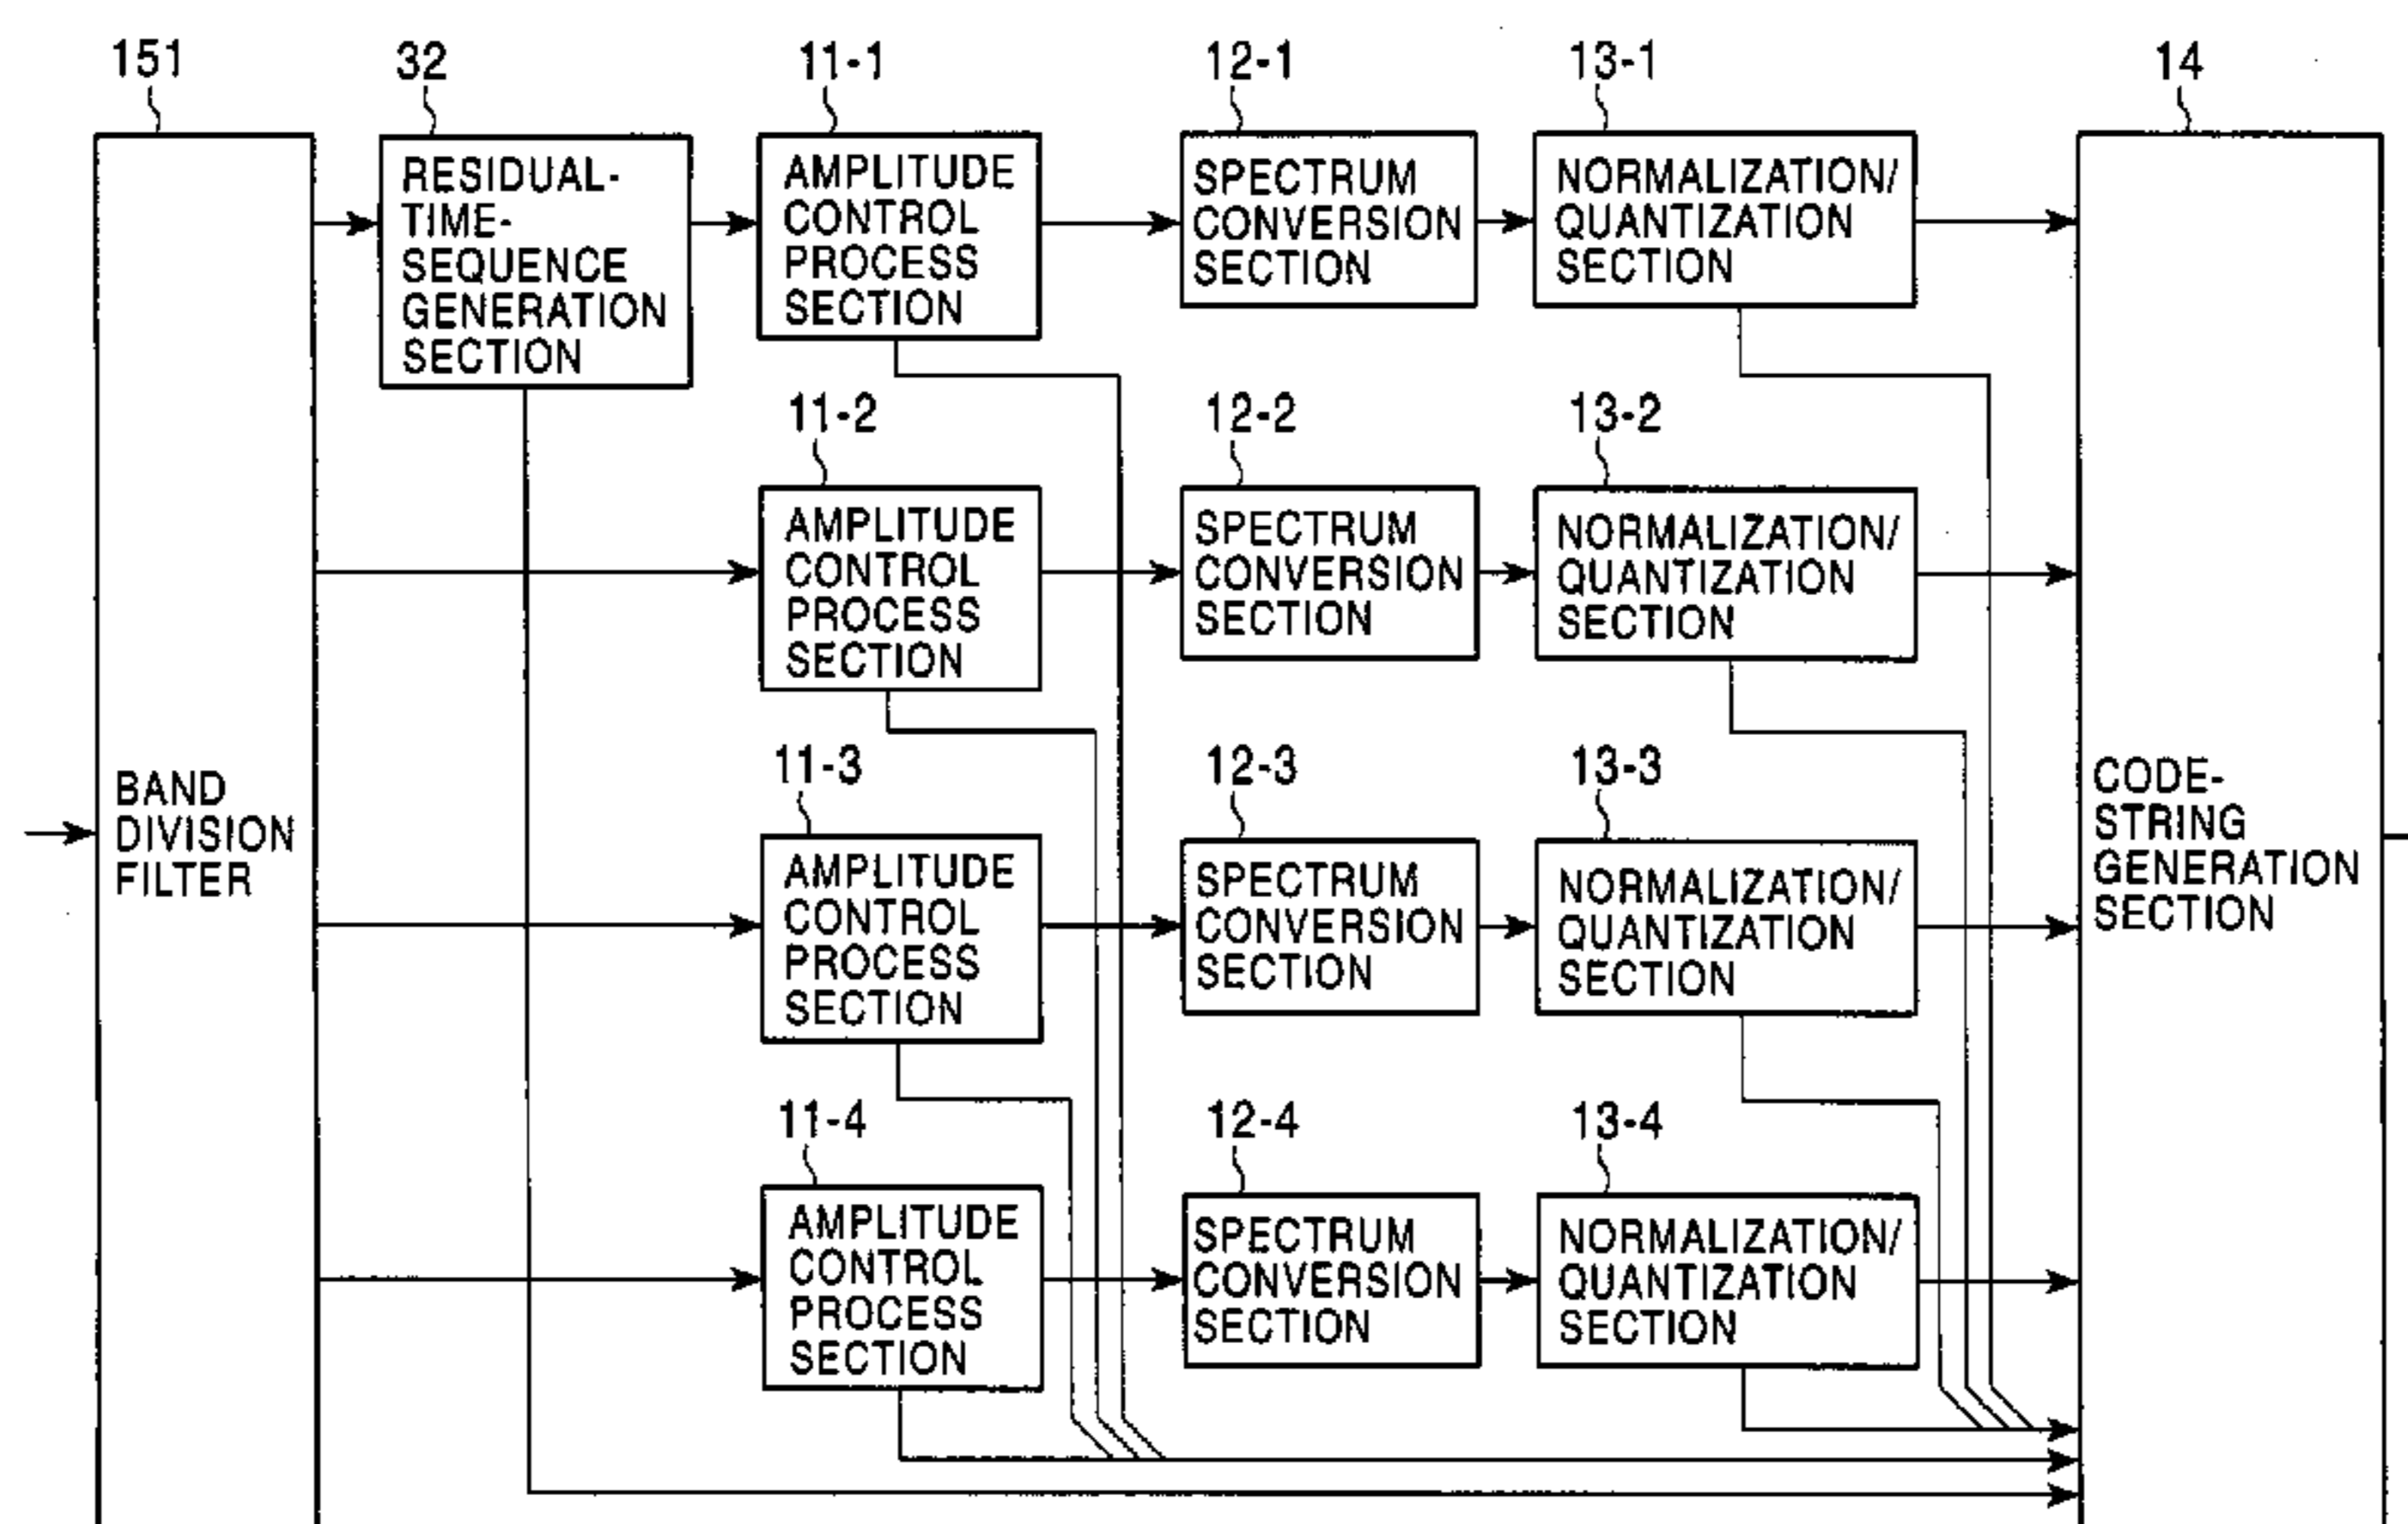 151
32
11-1
12-1
13-1
14
RESIDUAL-
TIME-
SEQUENCE
GENERATION
SECTION
AMPLITUDE
CONTROL
PROCESS
SECTION
SPECTRUM
CONVERSION
SECTION
NORMALIZATION/
QUANTIZATION
SECTION
11-2
12-2
13-2
AMPLITUDE
CONTROL
PROCESS
SECTION
SPECTRUM
CONVERSION
SECTION
NORMALIZATION/
QUANTIZATION
SECTION
BAND
DIVISION
FILTER
11-3
12-3
13-3
AMPLITUDE
CONTROL
PROCESS
SECTION
SPECTRUM
CONVERSION
SECTION
NORMALIZATION/
QUANTIZATION
SECTION
CODE-
STRING
GENERATION
SECTION
11-4
12-4
13-4
AMPLITUDE
CONTROL
PROCESS
SECTION
SPECTRUM
CONVERSION
SECTION
NORMALIZATION/
QUANTIZATION
SECTION